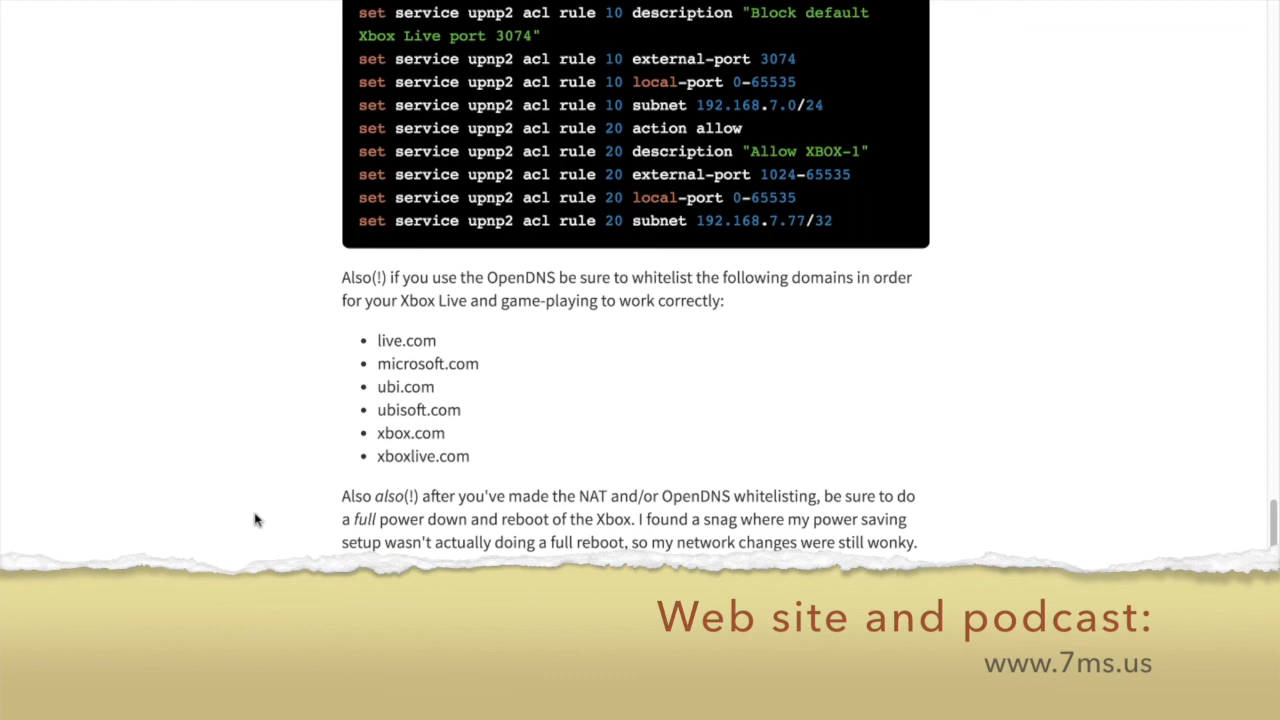 set service upnp2 acl rule 10 description "Block default
Xbox Live port 3074"
set service upnp2 acl rule 10 external-port 3074
set service upnp2 acl rule 10 local-port 0-65535
set service upnp2 acl rule 10 subnet 192.168.7.0/24
set service upnp2 acl rule 20 action allow
set service upnp2 acl rule 20 description "Allow XBOX-1"
set service upnp2 acl rule 20 external-port 1024-65535
set service upnp2 acl rule 20 local-port 0-65535
set service upnp2 acl rule 20 subnet 192.168.7.77/32
Also(!) if you use the OpenDNS be sure to whitelist the following domains in order
for your Xbox Live and game-playing to work correctly:
• live.com
• microsoft.com
• ubi.com
• ubisoft.com
• xbox.com
• xboxlive.com
Also also(!) after you've made the NAT and/or OpenDNS whitelisting, be sure to do
a full power down and reboot of the Xbox. I found a snag where my power saving
setup wasn't actually doing a full reboot, so my network changes were still wonky.
Web site and podcast:
www.7ms.us